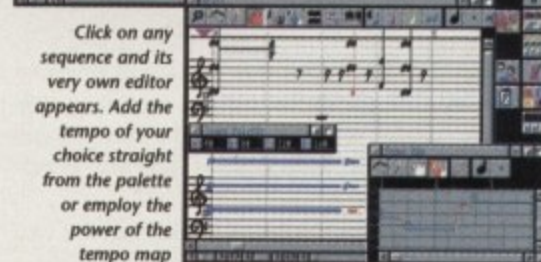 Click on any
sequence and its
very own editor
appears. Add the
tempo of your
choice straight
from the palette
or employ the
power of the
tempo map